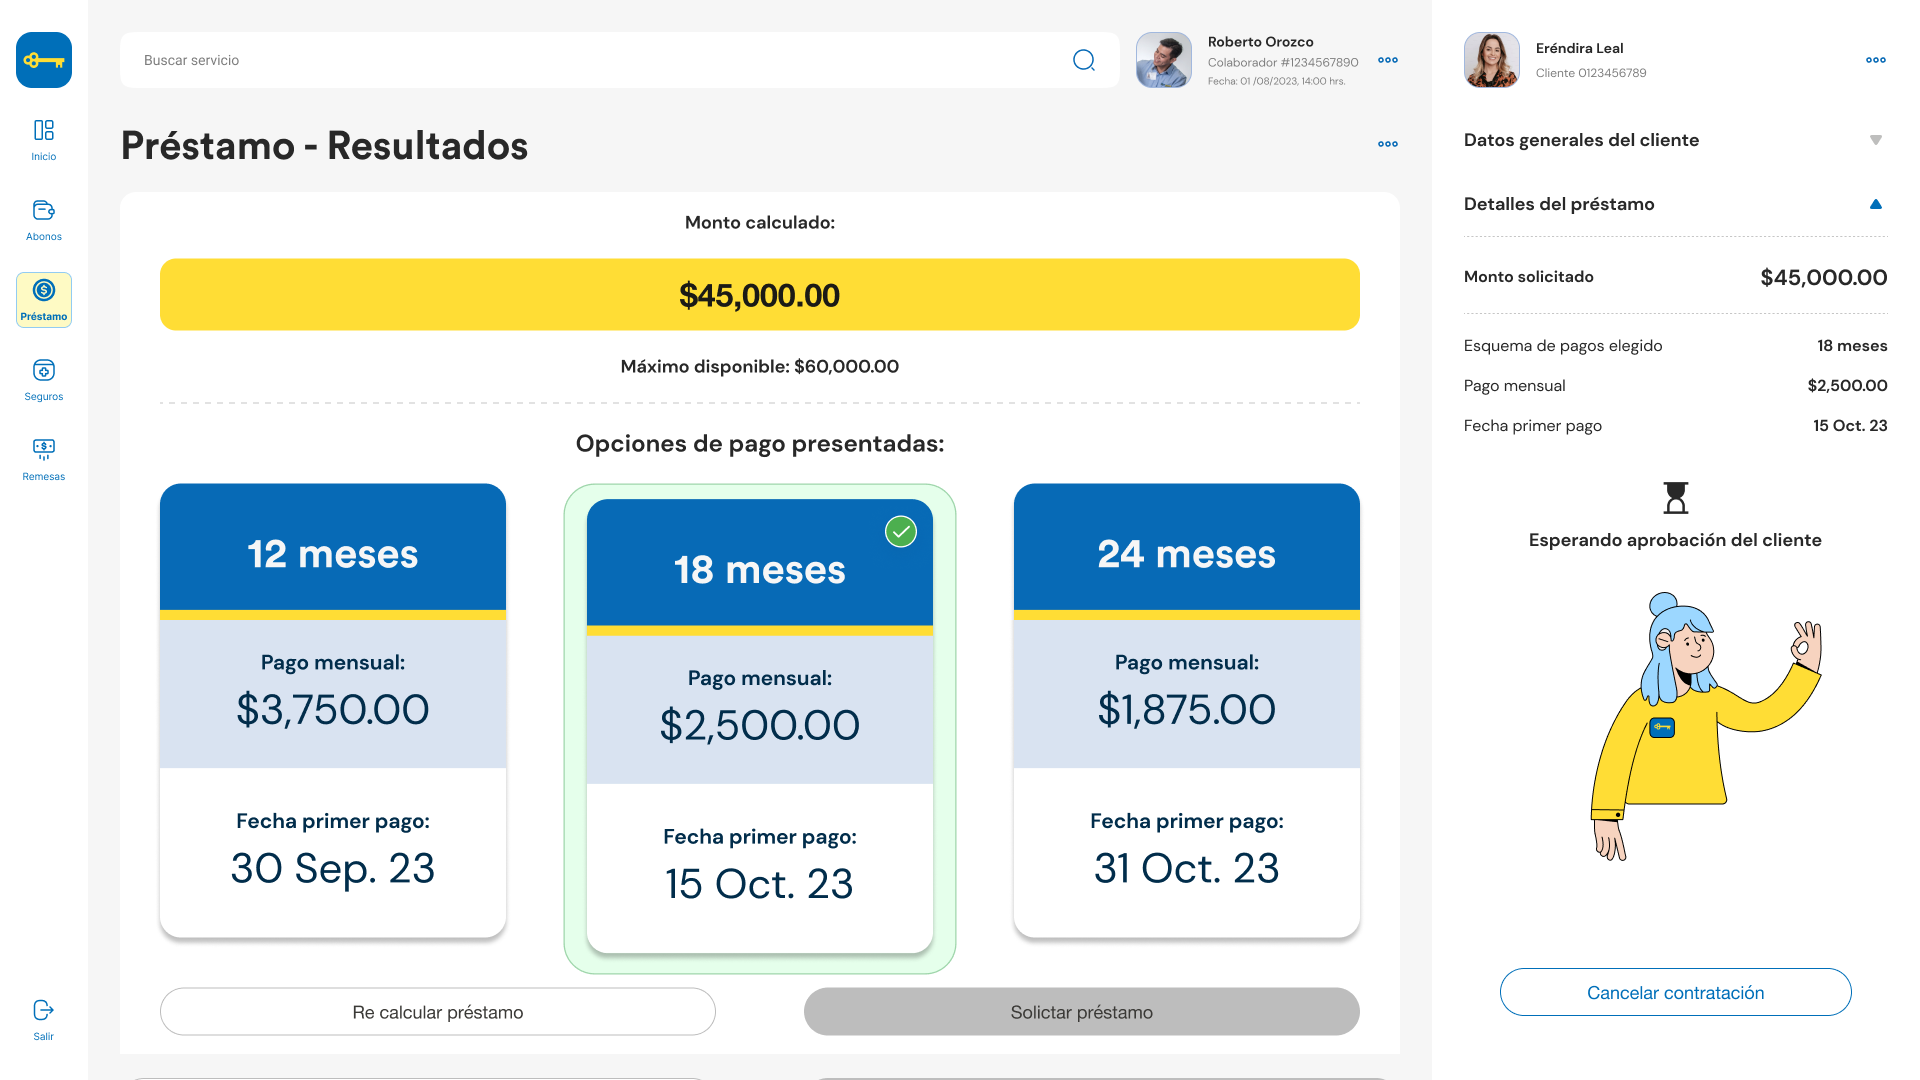 Buscar servicio
Roberto Orozco
Colaborador #1234567890
Fecha: 01 /08/2023, 14:00 hrs.
Eréndira Leal
Cliente 0123456789
Inicio
Abonos
Préstamo
Seguros
Remesas
Salir
Préstamo - Resultados
Monto calculado:
$45,000.00
Máximo disponible: $60,000.00
Opciones de pago presentadas:
12 meses
Pago mensual:
$3,750.00
Fecha primer pago:
30 Sep. 23
18 meses
Pago mensual:
$2,500.00
Fecha primer pago:
15 Oct. 23
24 meses
Pago mensual:
$1,875.00
Fecha primer pago:
31 Oct. 23
Re calcular préstamo
Solictar préstamo
Datos generales del cliente
Detalles del préstamo
Monto solicitado $45,000.00
Esquema de pagos elegido 18 meses
Pago mensual $2,500.00
Fecha primer pago 15 Oct. 23
Esperando aprobación del cliente
Cancelar contratación